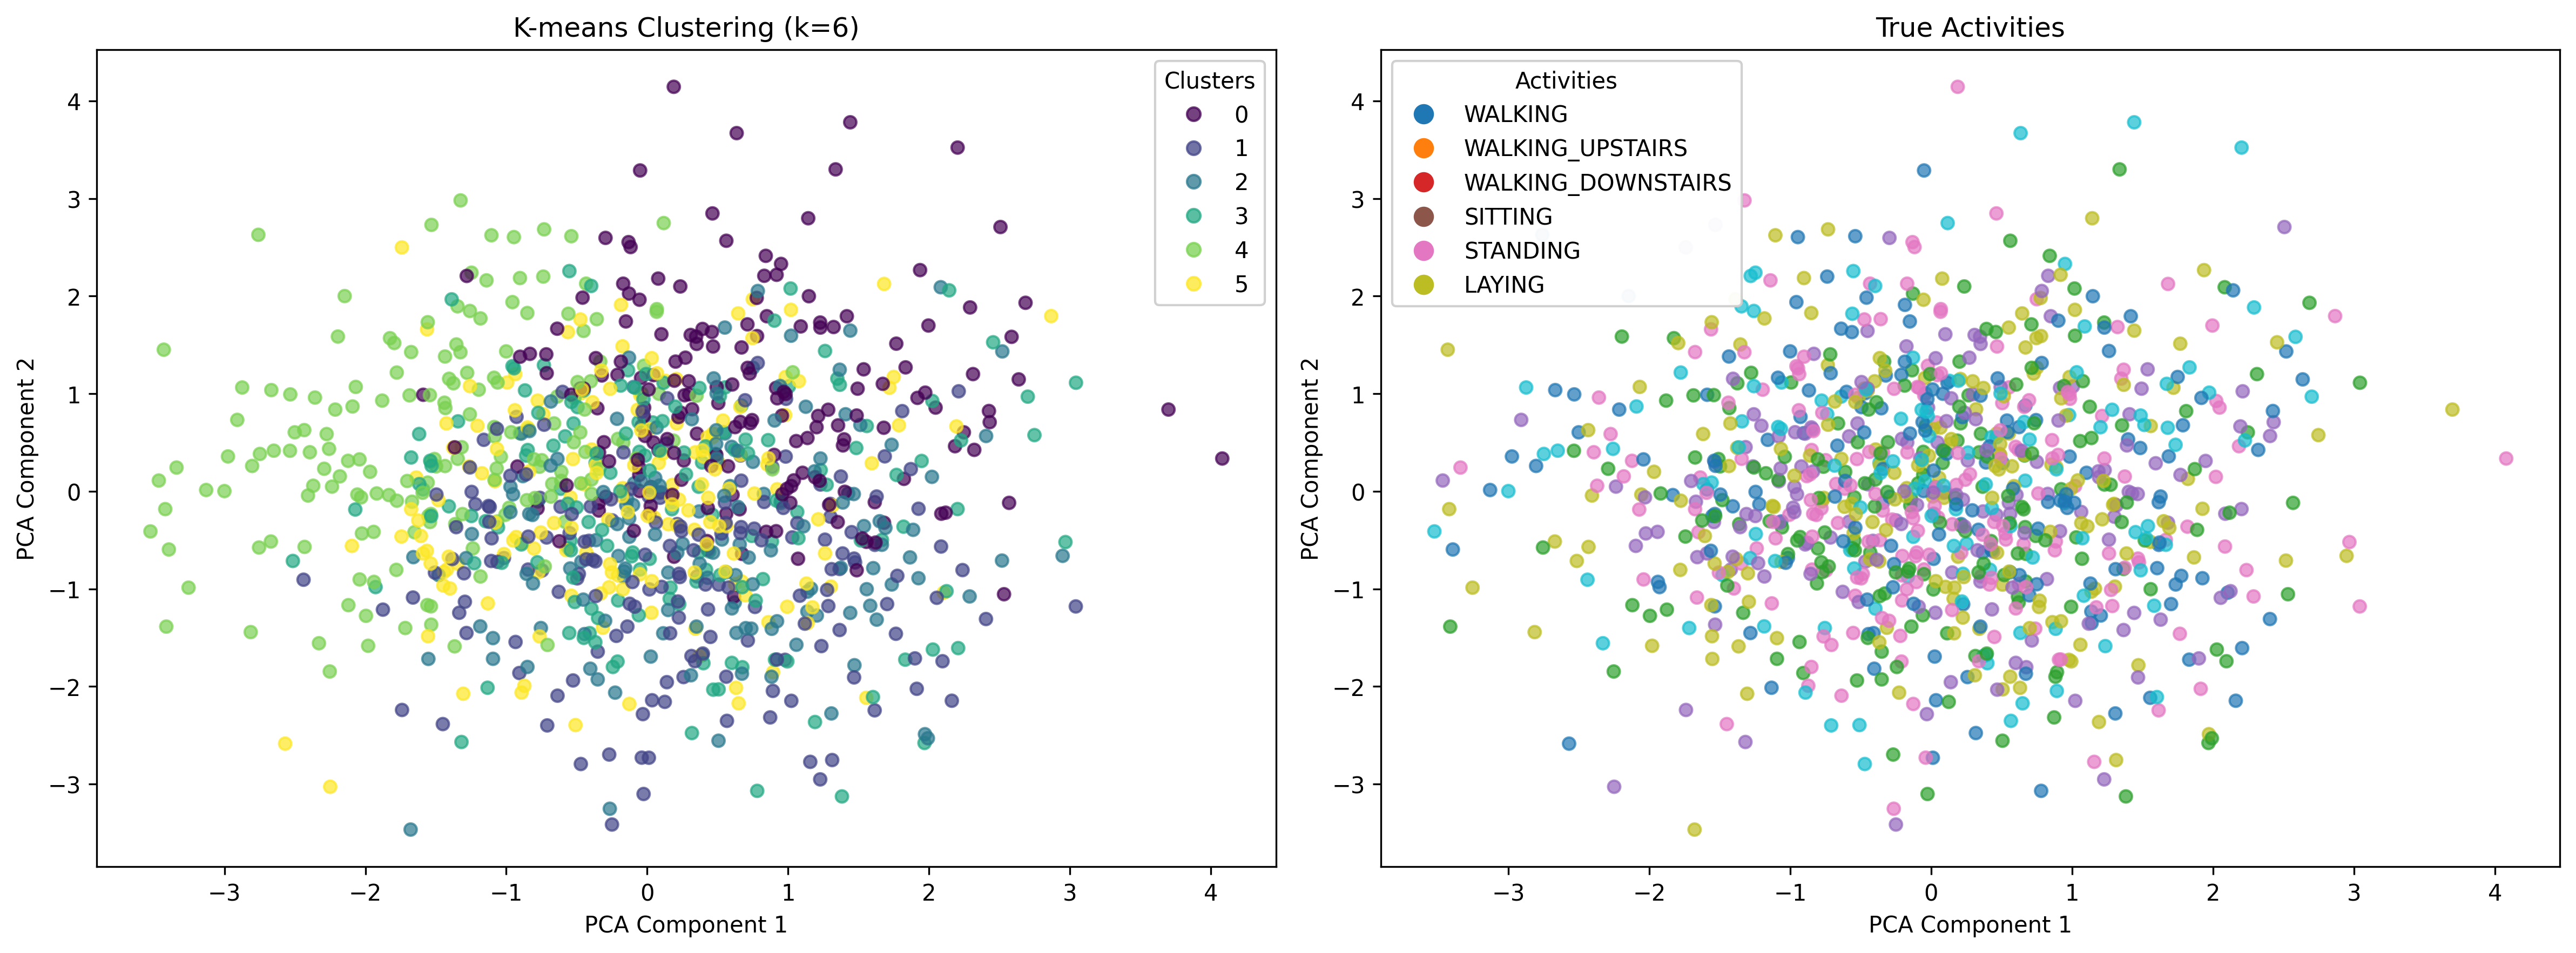 K-means Clustering (k=6)
PCA Component 2
4
3
2
1
0
−1
−2
−3
Clusters
0
1
2
3
4
5
−3
−2
−1
0
1
2
3
4
PCA Component 1
True Activities
PCA Component 2
4
3
2
1
0
−1
−2
−3
Activities
WALKING
WALKING_UPSTAIRS
WALKING_DOWNSTAIRS
SITTING
STANDING
LAYING
−3
−2
−1
0
1
2
3
4
PCA Component 1